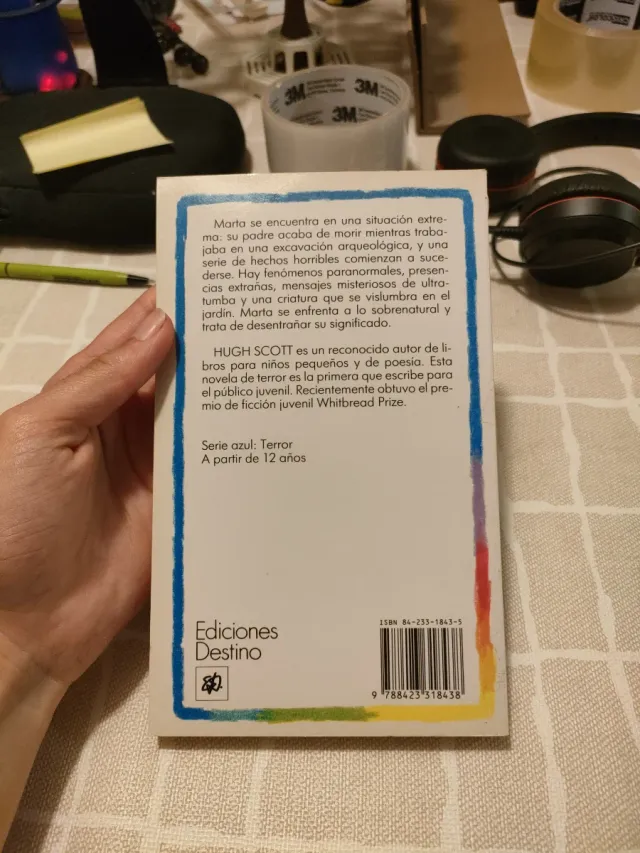 3M
3M
Marta se encuentra en una situación extre-
ma: su padre acaba de morir mientras traba-
jaba en una excavación arqueológica, y una
serie de hechos horribles comienzan a suce-
derse. Hay fenómenos paranormales, presen-
cias extrañas, mensajes misteriosos de ultra-
tumba y una criatura que se vislumbra en el
jardín. Marta se enfrenta a lo sobrenatural y
trata de desentrañar su significado.
HUGH SCOTT es un reconocido autor de li-
bros para niños pequeños y de poesía. Esta
novela de terror es la primera que escribe para
el público juvenil. Recientemente obtuvo el pre-
mio de ficción juvenil Whitbread Prize.
Serie azul: Terror
A partir de 12 años
Ediciones
Destino
ISBN 84-233-1843-5
9 788423 318438